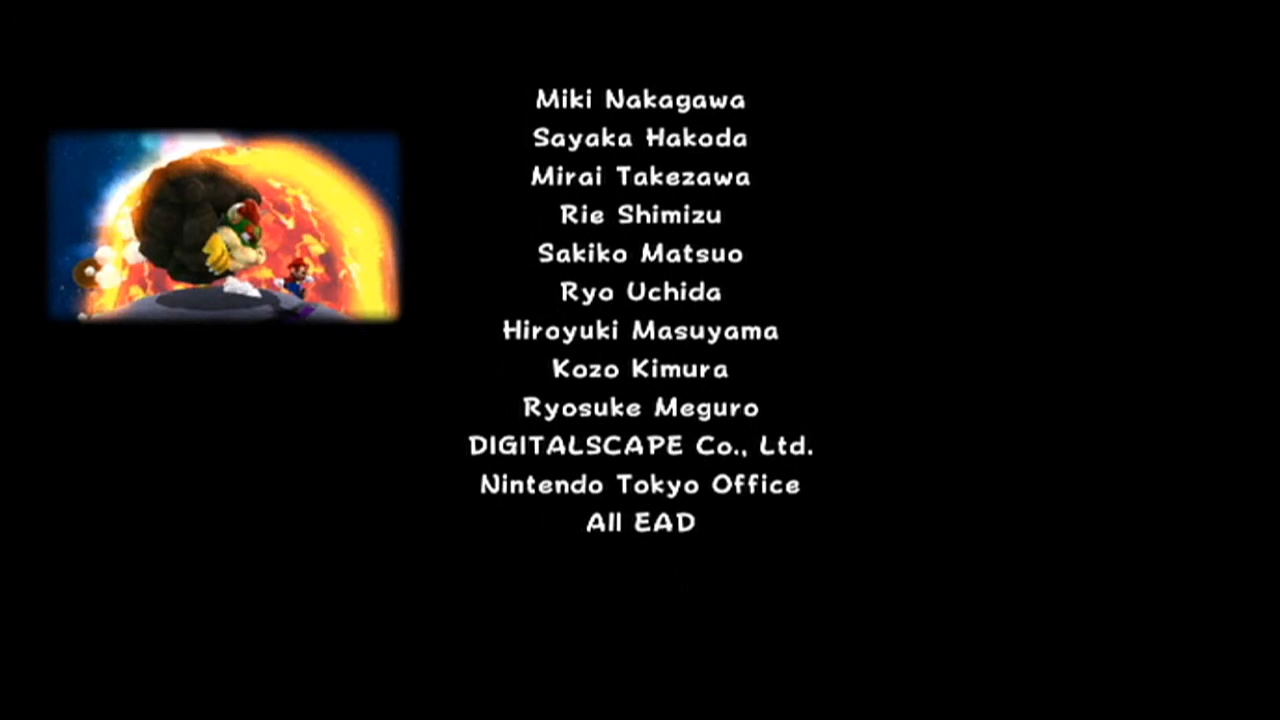 Miki Nakagawa
Sayaka Hakoda
Mirai Takezawa
Rie Shimizu
Sakiko Matsuo
Ryo Uchida
Hiroyuki Masuyama
Kozo Kimura
Ryosuke Meguro
DIGITALSCAPE Co., Ltd.
Nintendo Tokyo Office
All EAD